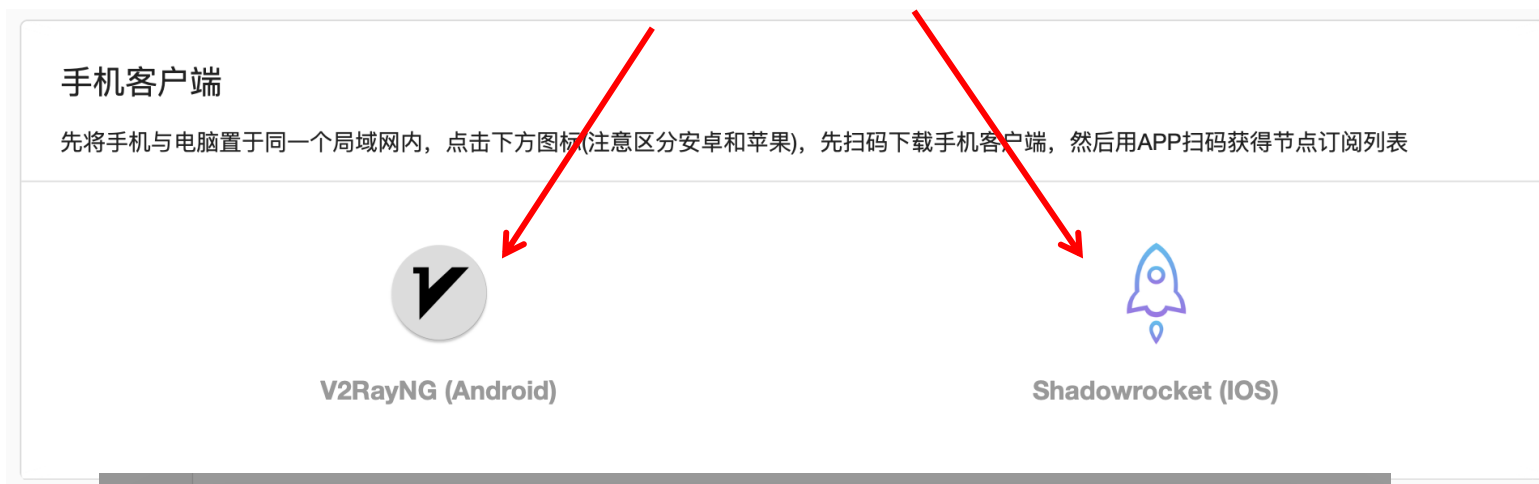 手机客户端
先将手机与电脑置于同一个局域网内，点击下方图标(注意区分安卓和苹果)，先扫码下载手机客户端，然后用APP扫码获得节点订阅列表
V2RayNG (Android)
Shadowrocket (IOS)